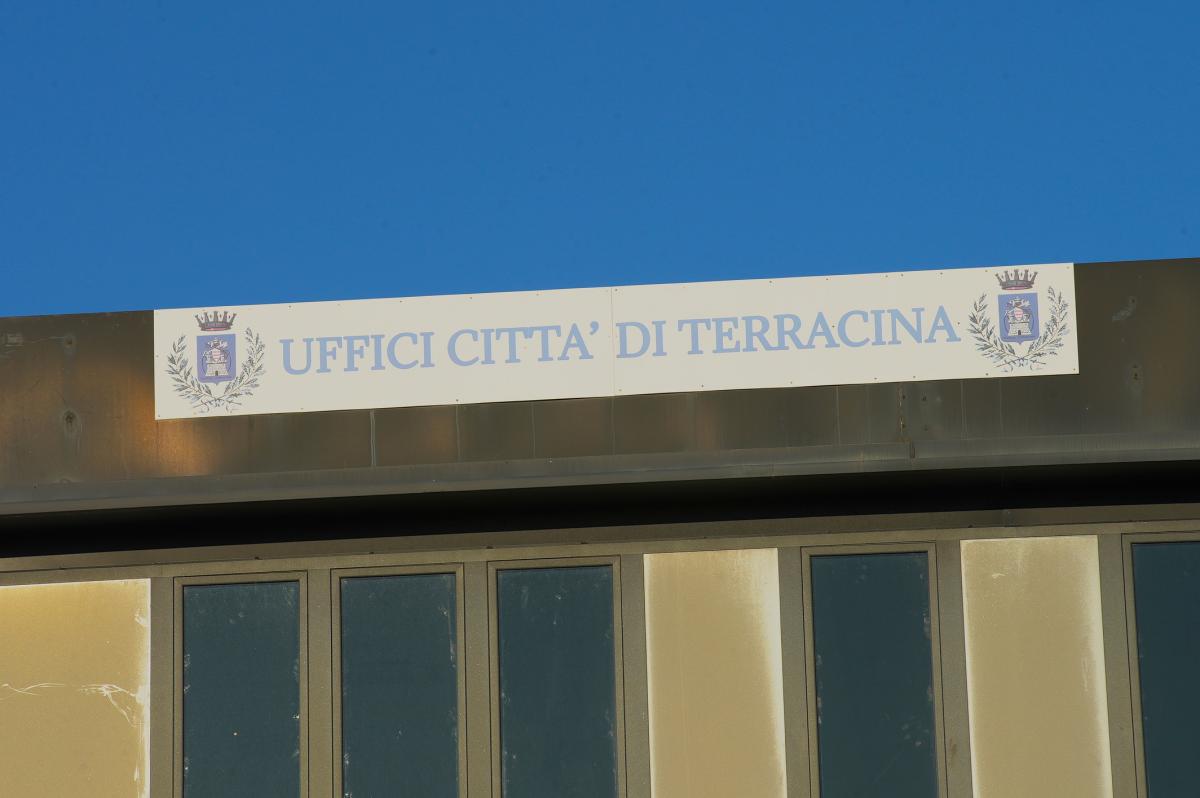 UFFICI CITTA' DI TERRACINA